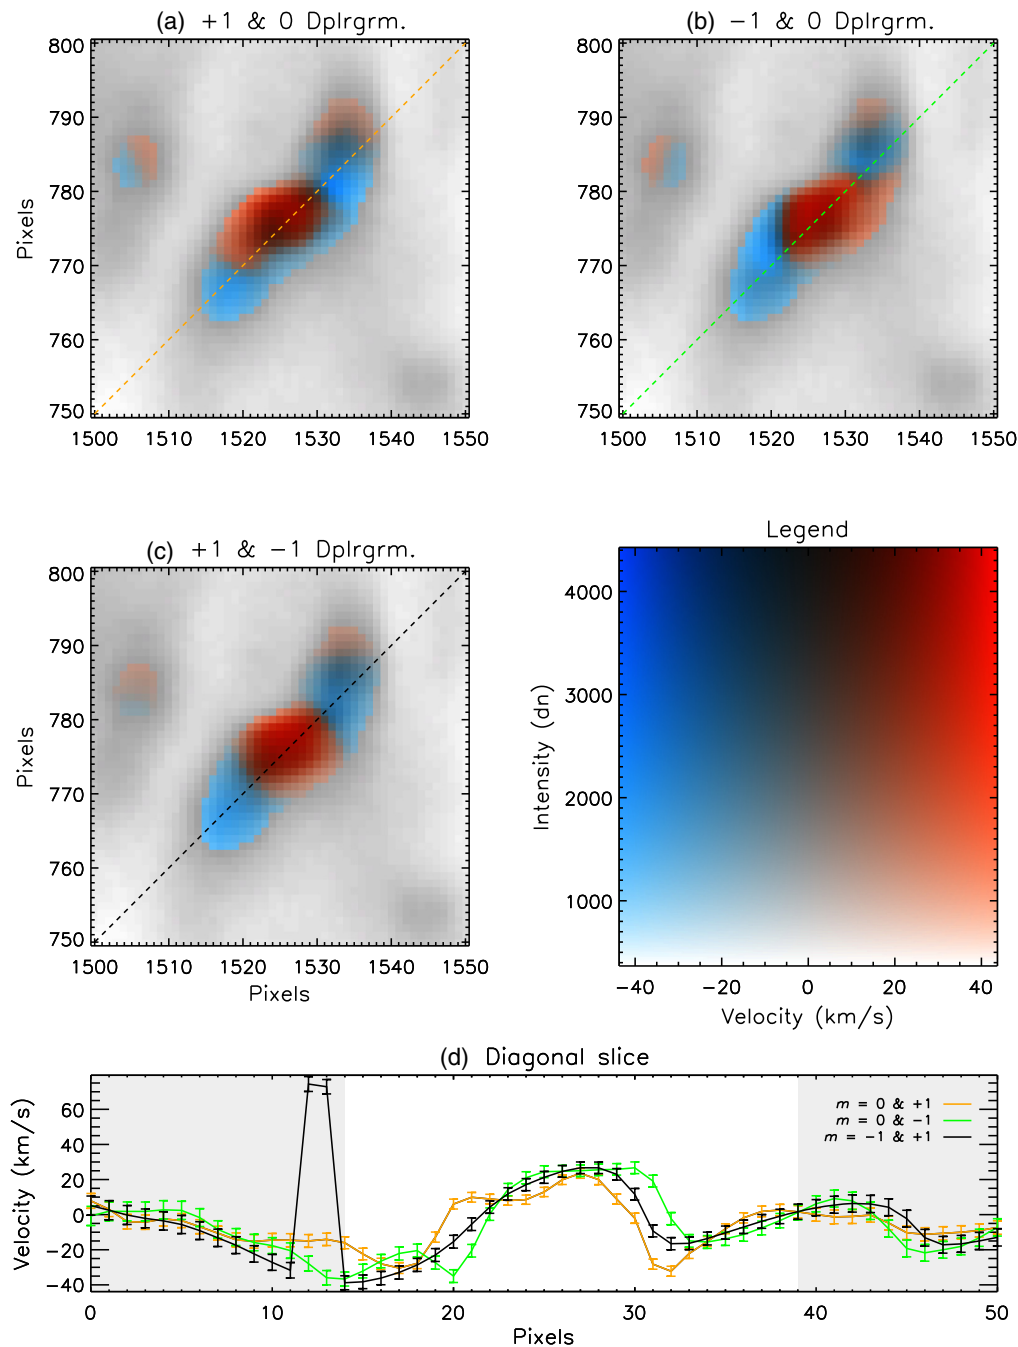 (a) +1 & 0 Dplrgrm.
800
790
780
770
760
750
Pixels
1500 1510 1520 1530 1540 1550
(b) −1 & 0 Dplrgrm.
800
790
780
770
760
750
1500 1510 1520 1530 1540 1550
(c) +1 & −1 Dplrgrm.
800
790
780
770
760
750
Pixels
1500 1510 1520 1530 1540 1550
Pixels
Legend
4000
3000
2000
1000
Intensity (dn)
−40 −20 0 20 40
Velocity (km/s)
(d) Diagonal slice
60
40
20
0
−20
−40
Velocity (km/s)
m = 0 & +1
m = 0 & −1
m = −1 & +1
0 10 20 30 40 50
Pixels